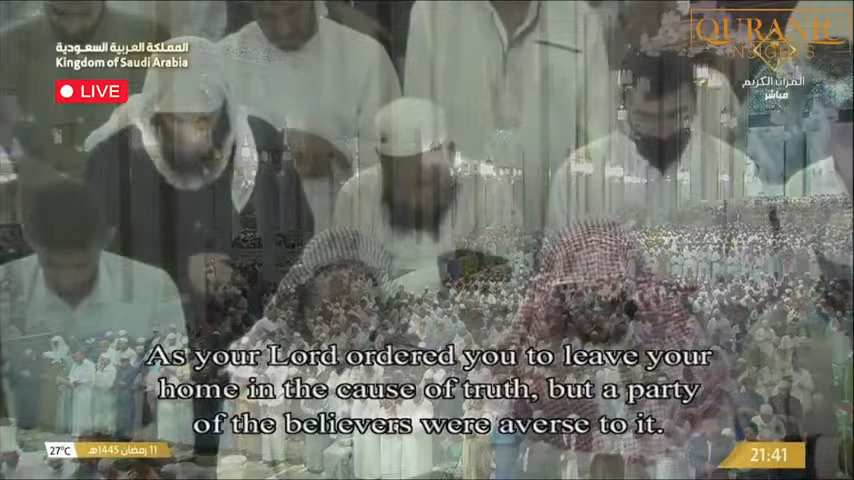 المملكة العربية السعودية
Kingdom of Saudi Arabia
LIVE
QURANIC
INSIGHTS
القرآن الكريم
مباشر
As your Lord ordered you to leave your
home in the cause of truth, but a party
of the believers were averse to it.
27°C
11 رمضان 1445هـ
21:41